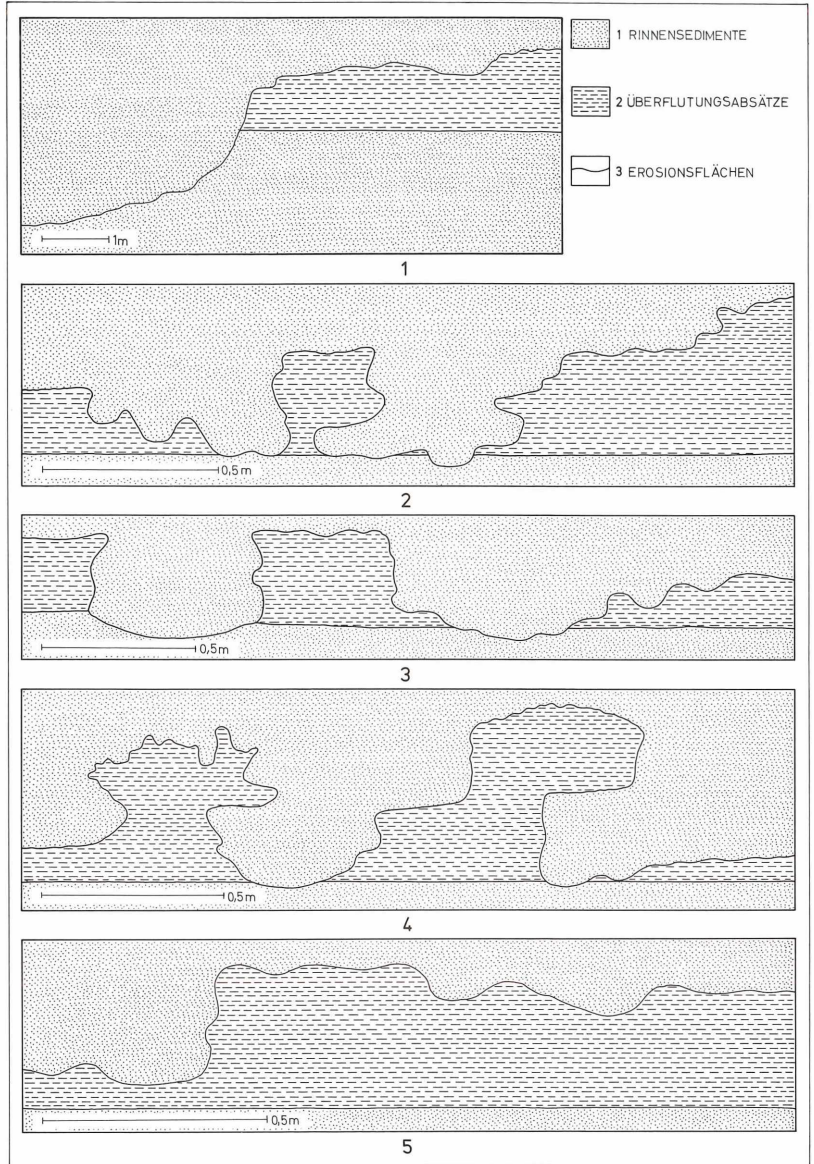 1 RINNENSEDIMENTE
2 ÜBERFLUTUNGSABSÄTZE
3 EROSIONSFLÄCHEN
1m
1
0,5m
2
0,5m
3
0,5m
4
0,5m
5